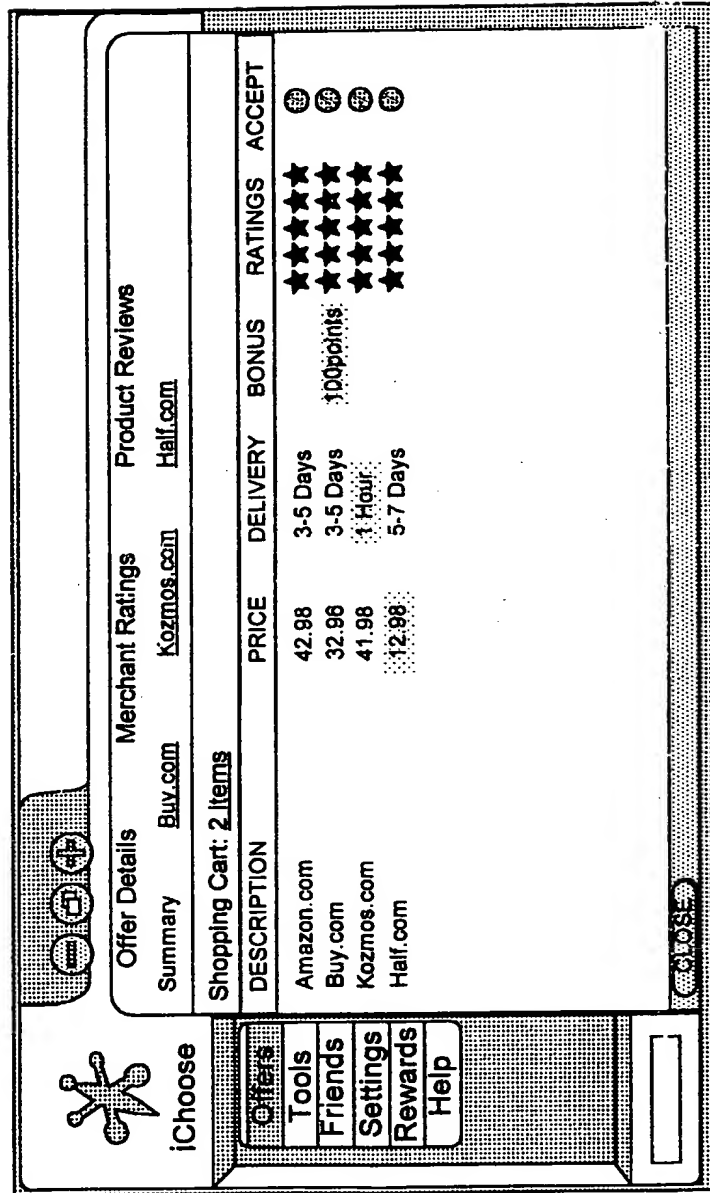 iChoose
Offers
Tools
Friends
Settings
Rewards
Help
Offer Details Merchant Ratings Product Reviews
Summary Buy.com Kozmos.com Half.com
Shopping Cart: 2 Items
DESCRIPTION PRICE DELIVERY BONUS RATINGS ACCEPT
Amazon.com 42.98 3-5 Days
Buy.com 32.96 3-5 Days 100points
Kozmos.com 41.98 1 Hour
Half.com 12.98 5-7 Days
CLOSE